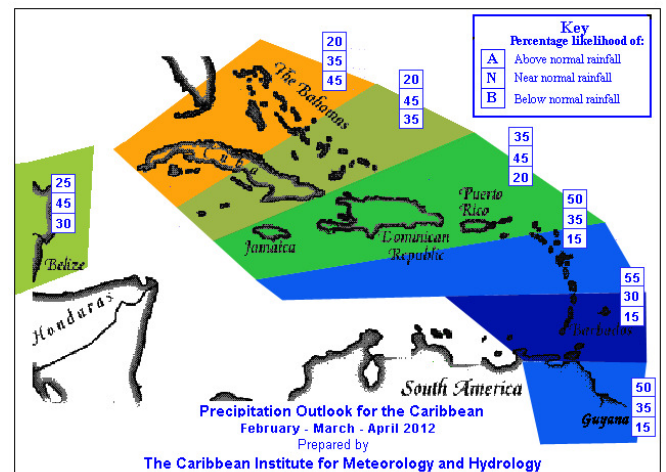 Key
Percentage likelihood of:
A Above normal rainfall
N Near normal rainfall
B Below normal rainfall
20
35
45
20
45
35
35
45
20
50
35
15
55
30
15
50
35
15
25
45
30
The Bahamas
Cuba
Jamaica
Dominican
Republic
Puerto
Rico
Barbados
Belize
Honduras
South America
Guyana
Precipitation Outlook for the Caribbean
February - March - April 2012
Prepared by
The Caribbean Institute for Meteorology and Hydrology